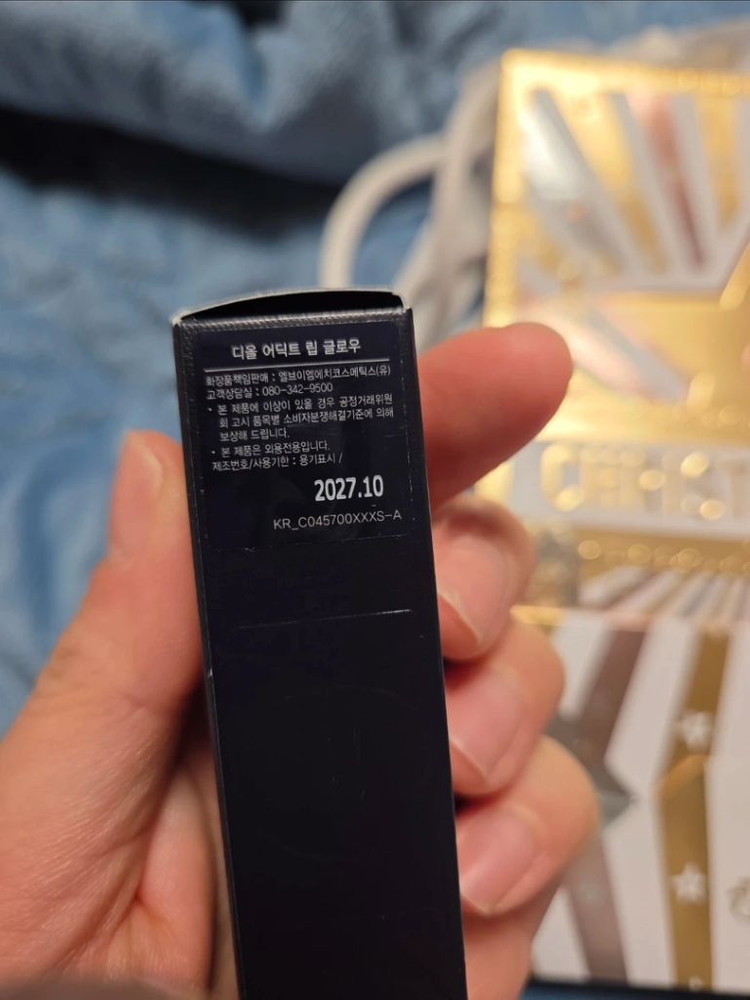 디올 어딕트 립 글로우
화장품책임판매 : 엘브이엠에치코스메틱스(유)
고객상담실 : 080-342-9500
* 본 제품에 이상이 있을 경우 공정거래위원
회 고시 품목별 소비자분쟁해결기준에 의해
보상해 드립니다.
* 본 제품은 외용전용입니다.
제조번호/사용기한 : 용기표시 /
2027.10
KR_C045700XXXS-A
CHRIST